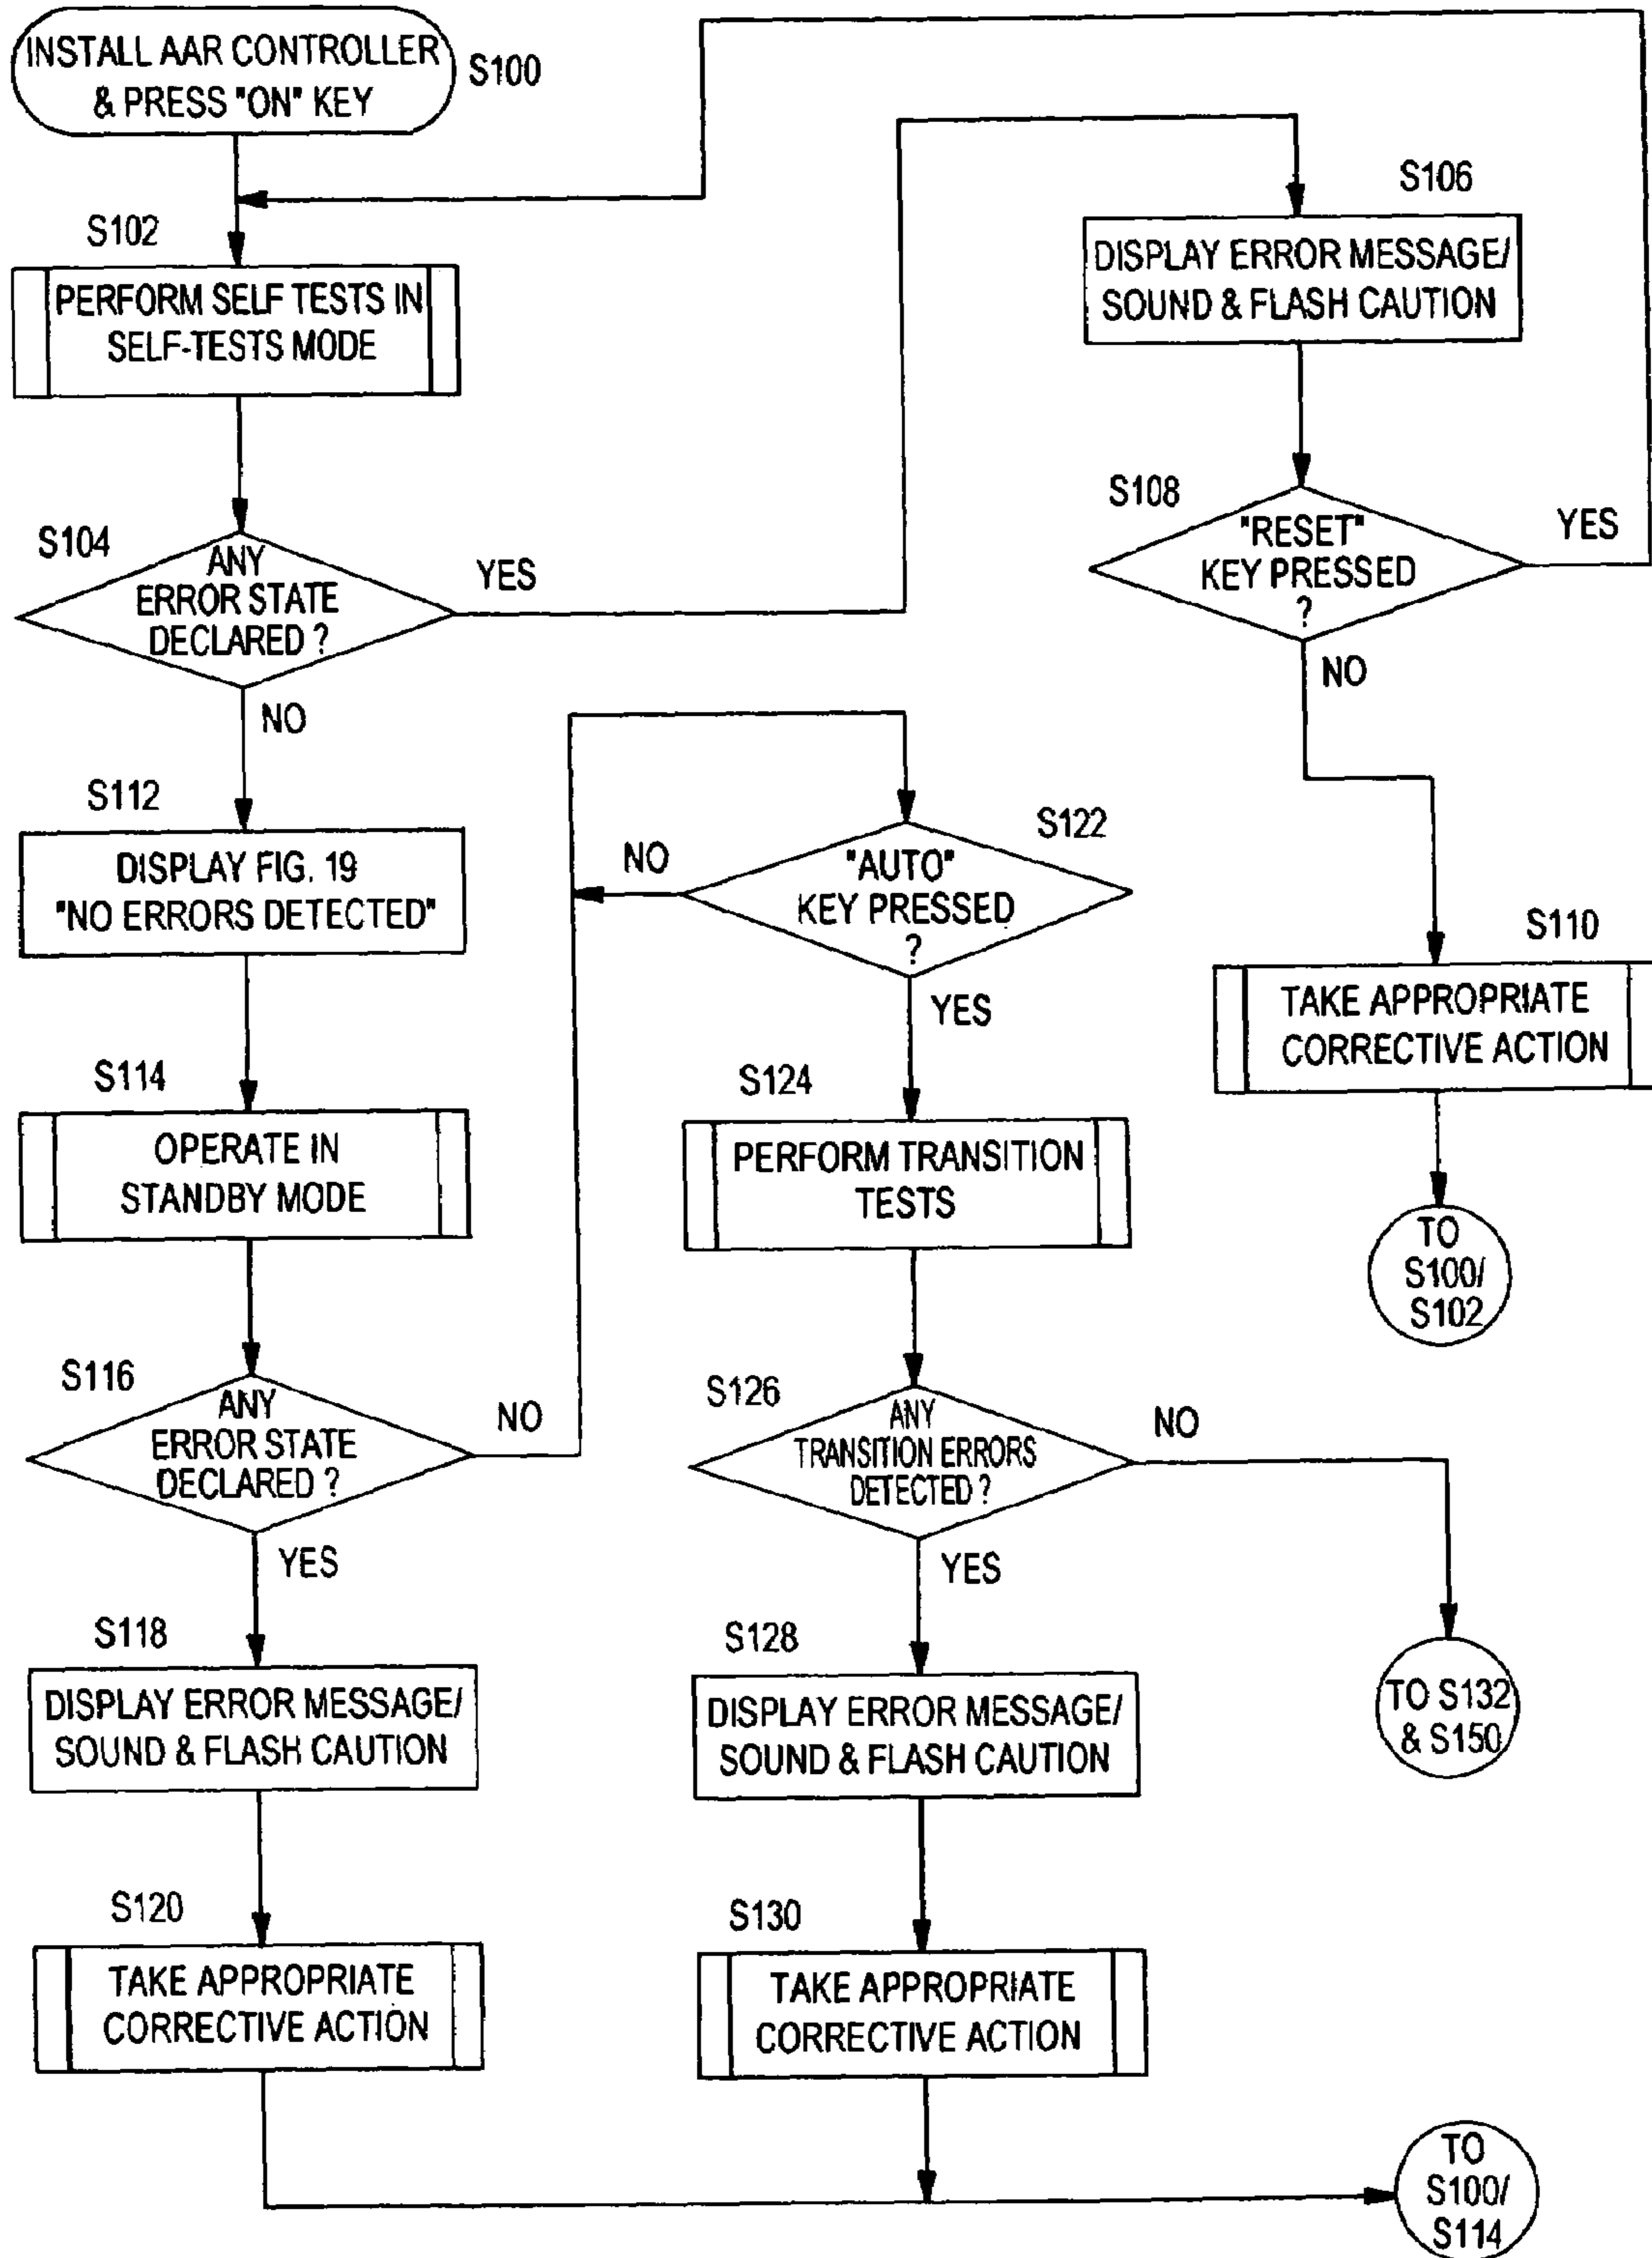 INSTALL AAR CONTROLLER
& PRESS "ON" KEY
S100
S102
PERFORM SELF TESTS IN
SELF-TESTS MODE
S104
ANY
ERROR STATE
DECLARED ?
YES
NO
S106
DISPLAY ERROR MESSAGE/
SOUND & FLASH CAUTION
S108
"RESET"
KEY PRESSED
?
YES
NO
S110
TAKE APPROPRIATE
CORRECTIVE ACTION
TO
S100/
S102
S112
DISPLAY FIG. 19
"NO ERRORS DETECTED"
S114
OPERATE IN
STANDBY MODE
S116
ANY
ERROR STATE
DECLARED ?
NO
YES
S118
DISPLAY ERROR MESSAGE/
SOUND & FLASH CAUTION
S120
TAKE APPROPRIATE
CORRECTIVE ACTION
S122
"AUTO"
KEY PRESSED
?
NO
YES
S124
PERFORM TRANSITION
TESTS
S126
ANY
TRANSITION ERRORS
DETECTED ?
NO
YES
TO S132
& S150
S128
DISPLAY ERROR MESSAGE/
SOUND & FLASH CAUTION
S130
TAKE APPROPRIATE
CORRECTIVE ACTION
TO
S100/
S114